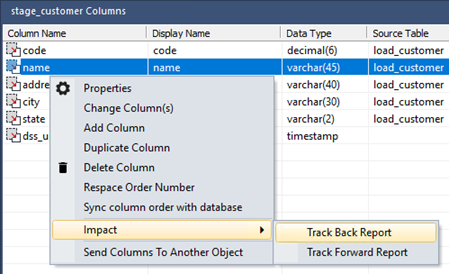 stage_customer Columns
Column Name Display Name Data Type Source Table
code code decimal(6) load_customer
name name varchar(45) load_customer
addre varchar(40) load_customer
city varchar(30) load_customer
state varchar(2) load_customer
dss_u timestamp
Properties
Change Column(s)
Add Column
Duplicate Column
Delete Column
Respace Order Number
Sync column order with database
Impact
Send Columns To Another Object
Track Back Report
Track Forward Report